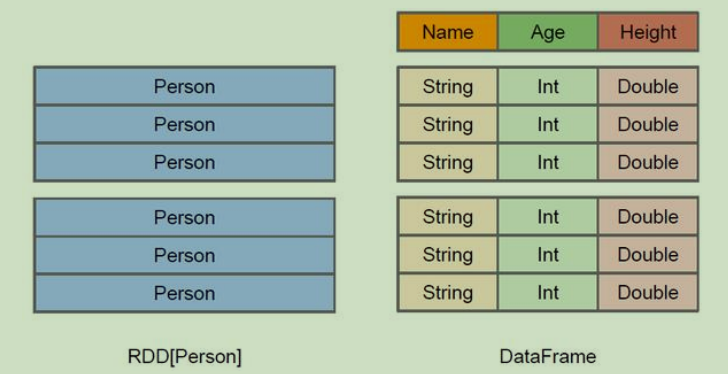 Name Age Height
Person String Int Double
Person String Int Double
Person String Int Double
Person String Int Double
Person String Int Double
Person String Int Double
RDD[Person] DataFrame